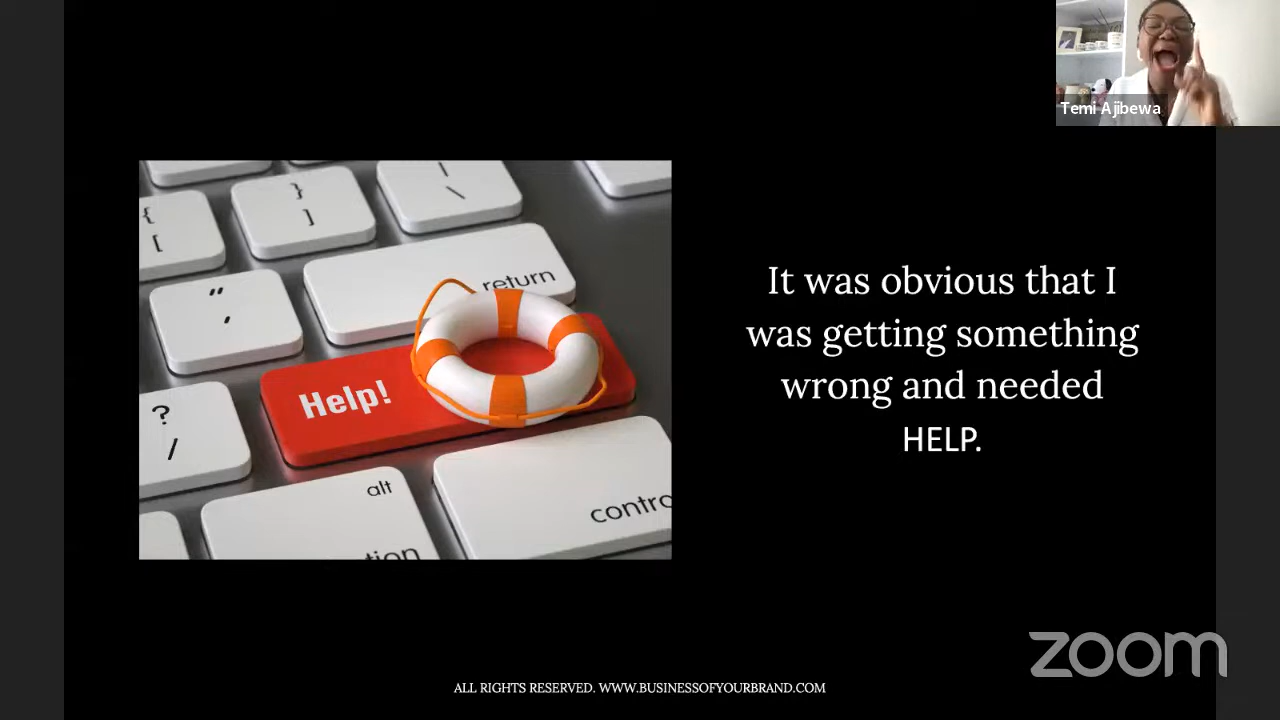 Temi Ajibewa
{
[
}
]
|
\
"
'
return
Help!
?
/
alt
It was obvious that I
was getting something
wrong and needed
HELP.
zoom
ALL RIGHTS RESERVED. WWW.BUSINESSOFYOURBRAND.COM